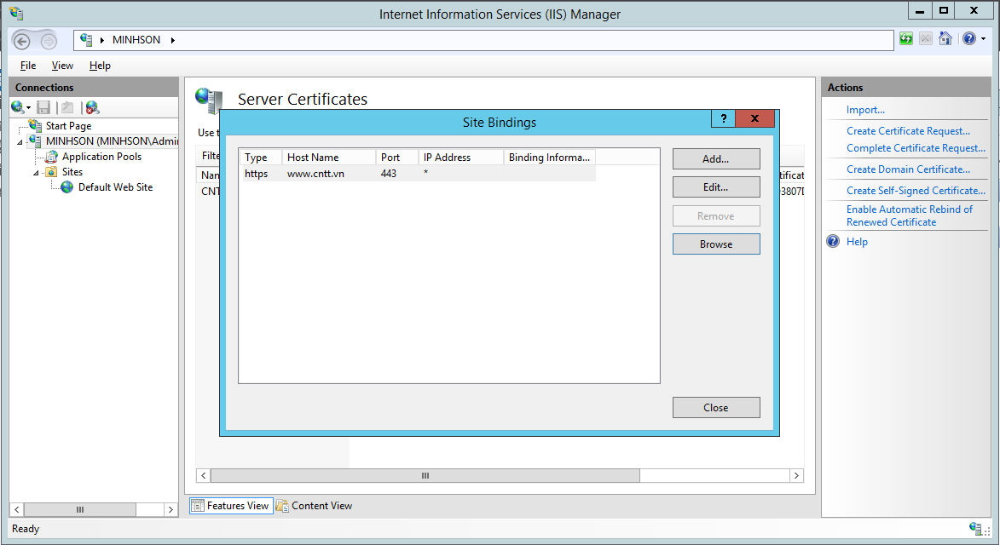 Internet Information Services (IIS) Manager
MINHSON
File View Help
Connections
Start Page
MINHSON (MINHSON\Admi
Application Pools
Sites
Default Web Site
Server Certificates
Use
Filte
Nan
CNT
tificat
3807
Site Bindings
Type Host Name Port IP Address Binding Informa...
https www.cntt.vn 443 *
Add...
Edit...
Remove
Browse
Close
Features View Content View
Actions
Import...
Create Certificate Request...
Complete Certificate Request...
Create Domain Certificate...
Create Self-Signed Certificate...
Enable Automatic Rebind of
Renewed Certificate
Help
Ready